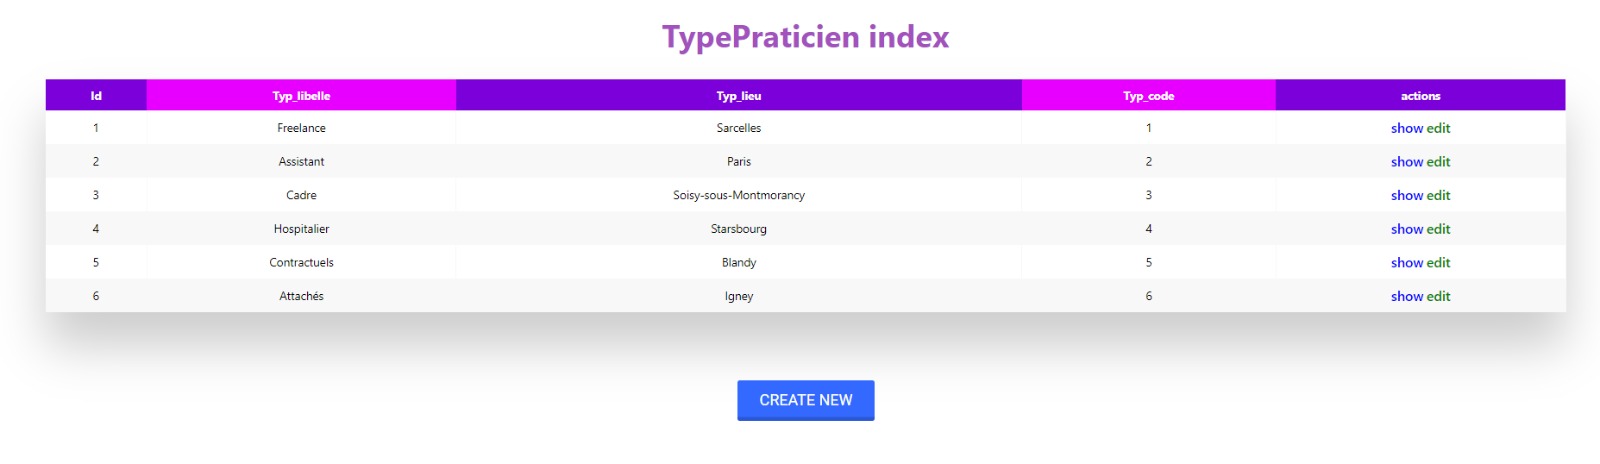 TypePraticien index
Id Typ_libelle Typ_lieu Typ_code actions
1 Freelance Sarcelles 1 show edit
2 Assistant Paris 2 show edit
3 Cadre Soisy-sous-Montmorancy 3 show edit
4 Hospitalier Starsbourg 4 show edit
5 Contractuels Blandy 5 show edit
6 Attachés Igney 6 show edit
CREATE NEW